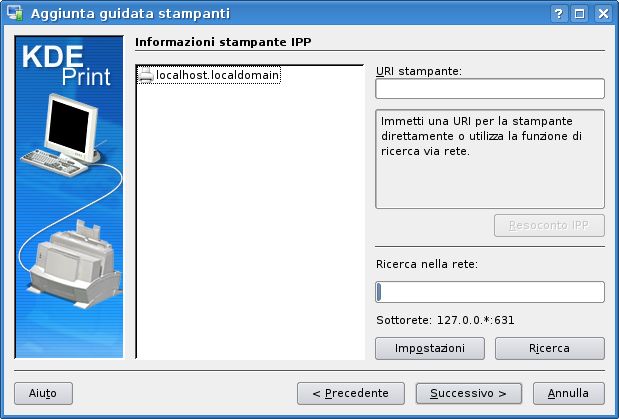 Aggiunta guidata stampanti
KDE
Print
Informazioni stampante IPP
localhost.localdomain
URI stampante:
Immetti una URI per la stampante
direttamente o utilizza la funzione di
ricerca via rete.
Resoconto IPP
Ricerca nella rete:
Sottorete: 127.0.0.*:631
Impostazioni
Ricerca
Aiuto
< Precedente
Successivo >
Annulla